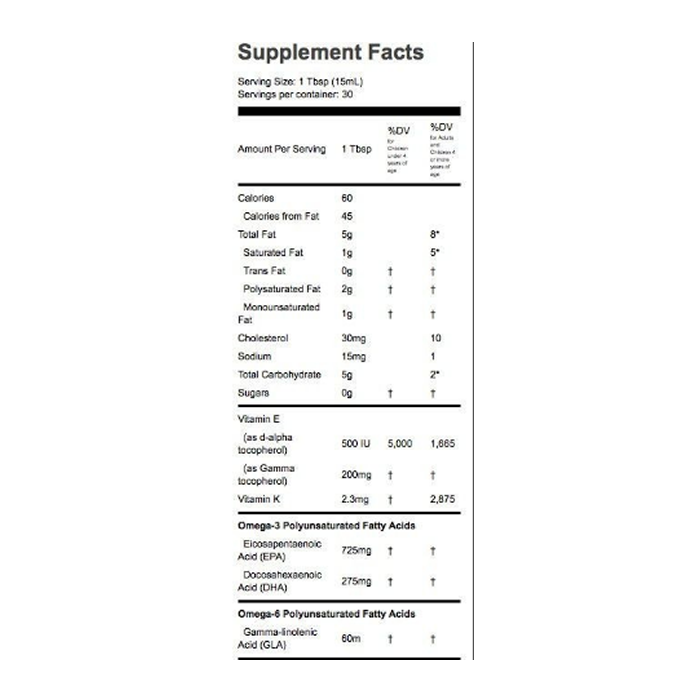 Supplement Facts
Serving Size: 1 Tbsp (15mL)
Servings per container: 30
Amount Per Serving 1 Tbsp %DV for Children under 4 years of age %DV for Adults and Children 4 or more years of age
Calories 60
Calories from Fat 45
Total Fat 5g 8*
Saturated Fat 1g 5*
Trans Fat 0g † †
Polysaturated Fat 2g † †
Monounsaturated
Fat 1g † †
Cholesterol 30mg 10
Sodium 15mg 1
Total Carbohydrate 5g 2*
Sugars 0g † †
Vitamin E
(as d-alpha
tocopherol) 500 IU 5,000 1,665
(as Gamma
tocopherol) 200mg † †
Vitamin K 2.3mg † 2,875
Omega-3 Polyunsaturated Fatty Acids
Eicosapentaenoic
Acid (EPA) 725mg † †
Docosahexaenoic
Acid (DHA) 275mg † †
Omega-6 Polyunsaturated Fatty Acids
Gamma-linolenic
Acid (GLA) 60m † †